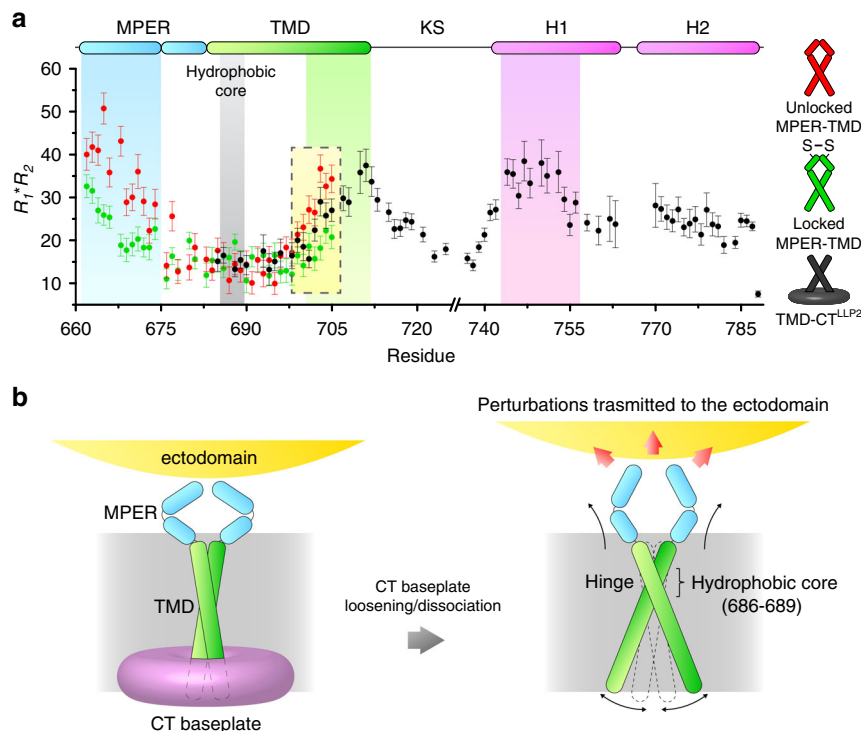 a
MPER TMD KS H1 H2
Hydrophobic
core
R1*R2
60
50
40
30
20
10
660 675 690 705 720 740 755 770 785
Residue
Unlocked
MPER-TMD
S–S
Locked
MPER-TMD
TMD-CTLLP2
b
ectodomain
MPER
TMD
CT baseplate
CT baseplate
loosening/dissociation
Perturbations trasmitted to the ectodomain
Hinge
Hydrophobic core
(686-689)